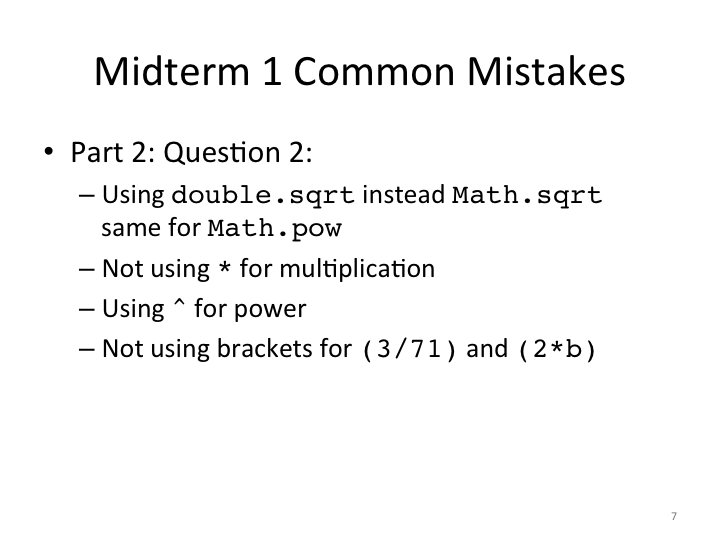 Midterm 1 Common Mistakes
• Part 2: Question 2:
– Using double.sqrt instead Math.sqrt
same for Math.pow
– Not using * for multiplication
– Using ^ for power
– Not using brackets for (3/71) and (2*b)
7